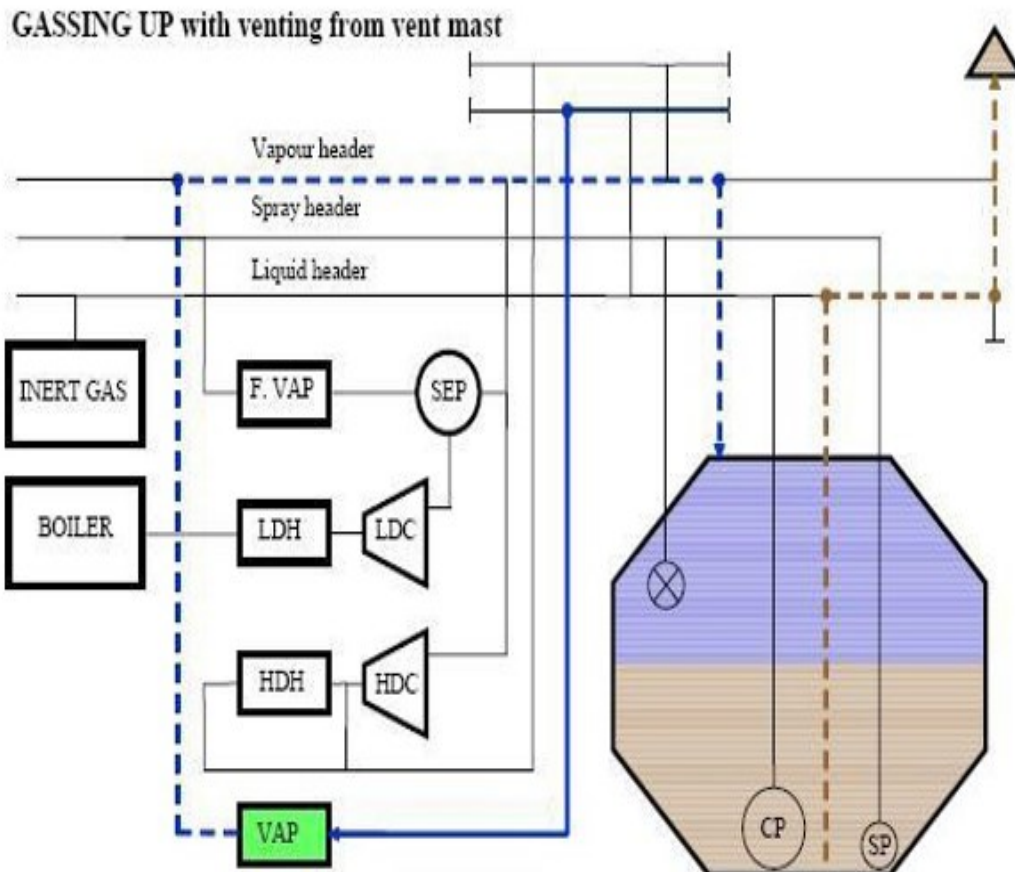 GASSING UP with venting from vent mast
Vapour header
Spray header
Liquid header
INERT GAS
F. VAP
SEP
BOILER
LDH
LDC
HDH
HDC
VAP
CP
SP